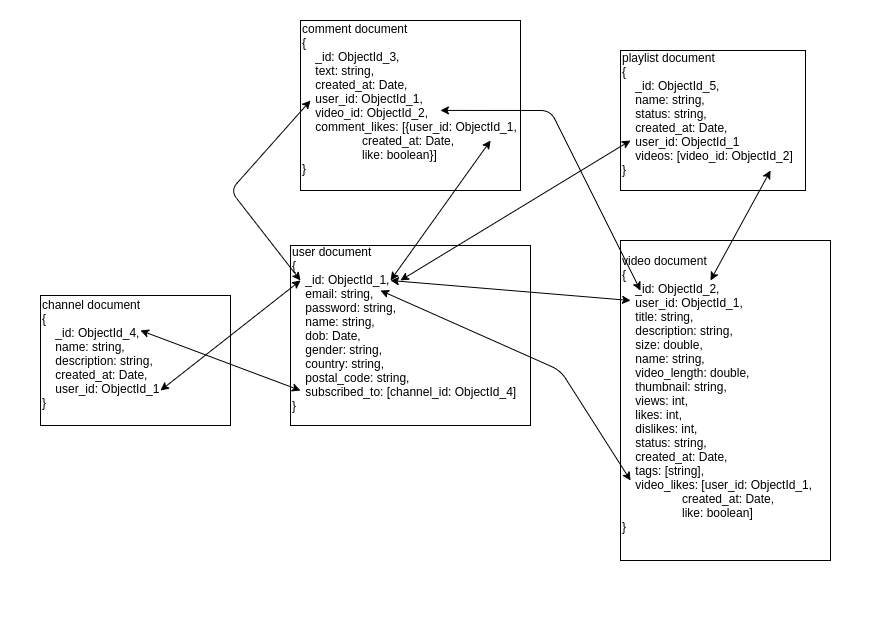 comment document
{
_id: ObjectId_3,
text: string,
created_at: Date,
user_id: ObjectId_1,
video_id: ObjectId_2,
comment_likes: [{user_id: ObjectId_1,
created_at: Date,
like: boolean}]
}
playlist document
{
_id: ObjectId_5,
name: string,
status: string,
created_at: Date,
user_id: ObjectId_1
videos: [video_id: ObjectId_2]
}
user document
{
_id: ObjectId_1,
email: string,
password: string,
name: string,
dob: Date,
gender: string,
country: string,
postal_code: string,
subscribed_to: [channel_id: ObjectId_4]
}
video document
{
_id: ObjectId_2,
user_id: ObjectId_1,
title: string,
description: string,
size: double,
name: string,
video_length: double,
thumbnail: string,
views: int,
likes: int,
dislikes: int,
status: string,
created_at: Date,
tags: [string],
video_likes: [user_id: ObjectId_1,
created_at: Date,
like: boolean]
}
channel document
{
_id: ObjectId_4,
name: string,
description: string,
created_at: Date,
user_id: ObjectId_1
}